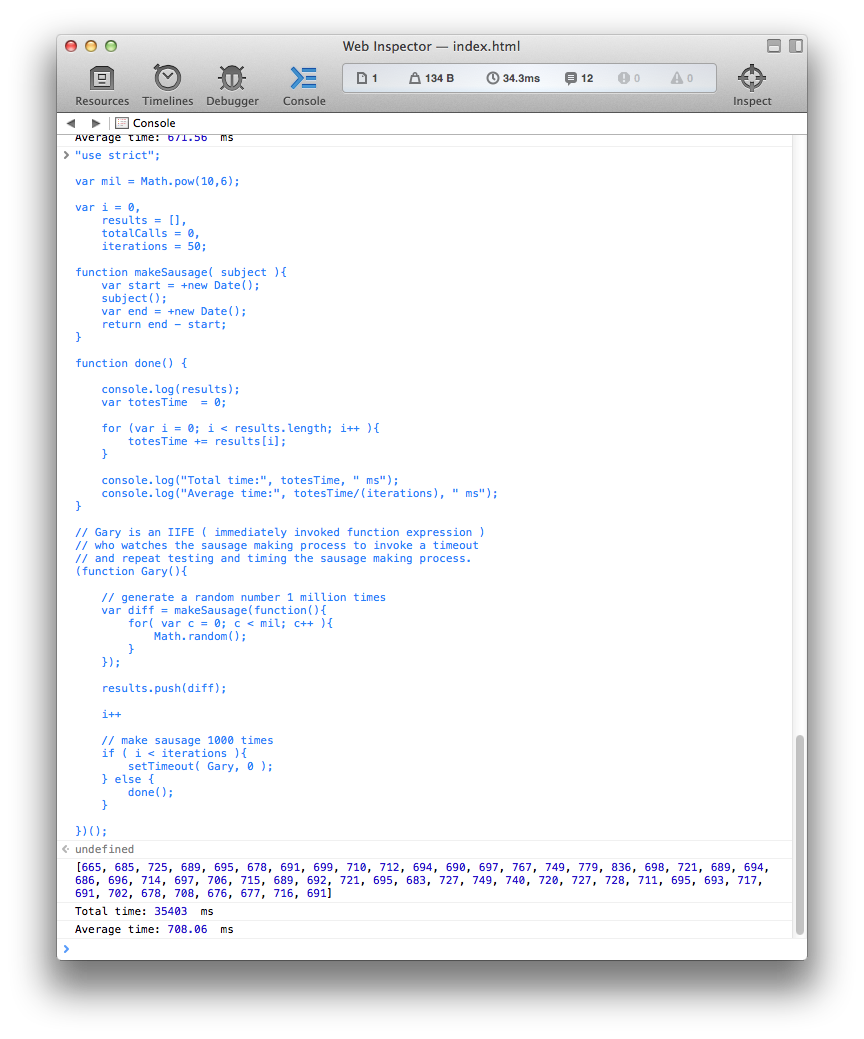 Web Inspector — index.html
Resources Timelines Debugger Console 1 134 B 34.3ms 12 0 0 Inspect
Console
Average time: 671.56  ms
"use strict";
var mil = Math.pow(10,6);
var i = 0,
    results = [],
    totalCalls = 0,
    iterations = 50;
function makeSausage( subject ){
    var start = +new Date();
    subject();
    var end = +new Date();
    return end - start;
}
function done() {
    console.log(results);
    var totesTime  = 0;
    for (var i = 0; i < results.length; i++ ){
        totesTime += results[i];
    }
    console.log("Total time:", totesTime, " ms");
    console.log("Average time:", totesTime/(iterations), " ms");
}
// Gary is an IIFE ( immediately invoked function expression )
// who watches the sausage making process to invoke a timeout
// and repeat testing and timing the sausage making process.
(function Gary(){
    // generate a random number 1 million times
    var diff = makeSausage(function(){
        for( var c = 0; c < mil; c++ ){
            Math.random();
        }
    });
    results.push(diff);
    i++
    // make sausage 1000 times
    if ( i < iterations ){
        setTimeout( Gary, 0 );
    } else {
        done();
    }
})();
undefined
[665, 685, 725, 689, 695, 678, 691, 699, 710, 712, 694, 690, 697, 767, 749, 779, 836, 698, 721, 689, 694,
686, 696, 714, 697, 706, 715, 689, 692, 721, 695, 683, 727, 749, 740, 720, 727, 728, 711, 695, 693, 717,
691, 702, 678, 708, 676, 677, 716, 691]
Total time: 35403  ms
Average time: 708.06  ms